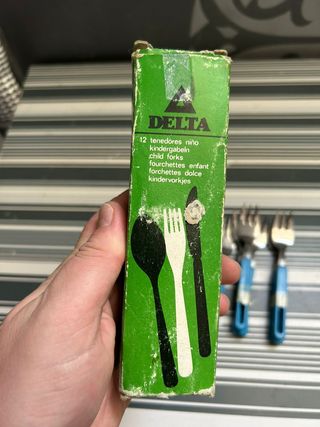 DELTA
12 tenedores niño
kindergabeln
child forks
fourchettes enfant
forchettes dolce
kindervorkjes